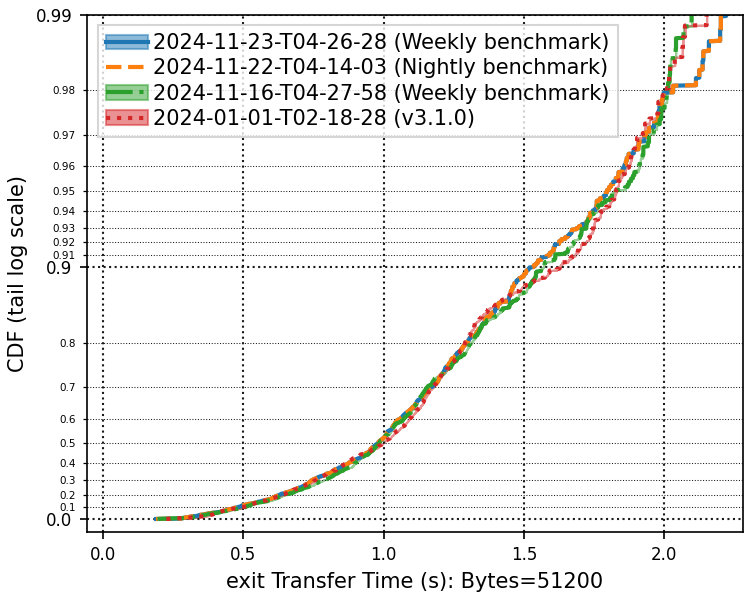 0.99
2024-11-23-T04-26-28 (Weekly benchmark)
2024-11-22-T04-14-03 (Nightly benchmark)
2024-11-16-T04-27-58 (Weekly benchmark)
2024-01-01-T02-18-28 (v3.1.0)
0.98
0.97
0.96
0.95
0.94
0.93
0.92
0.91
0.9
0.8
0.7
0.6
0.5
0.4
0.3
0.2
0.1
0.0
CDF (tail log scale)
0.0 0.5 1.0 1.5 2.0
exit Transfer Time (s): Bytes=51200